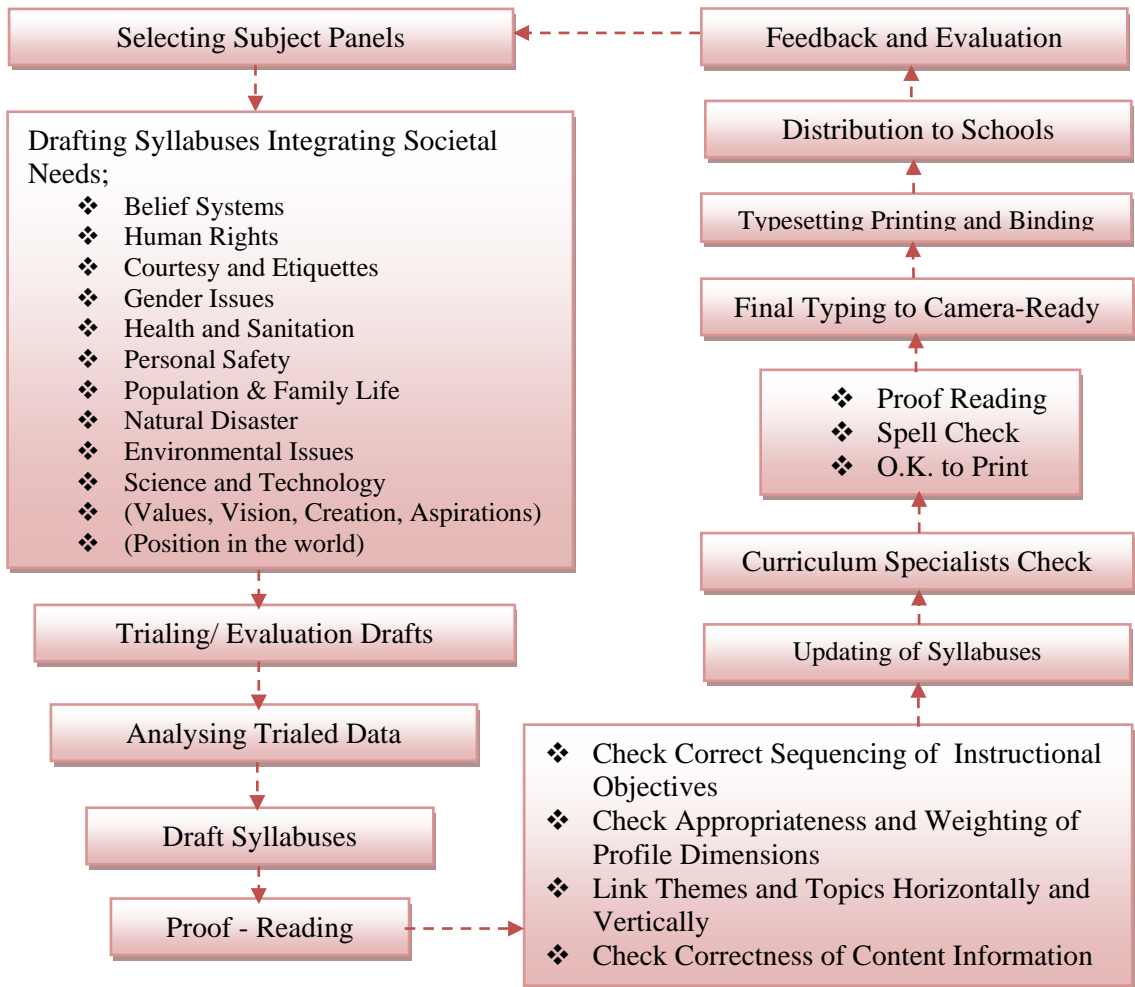 Selecting Subject Panels
Drafting Syllabuses Integrating Societal
Needs;
❖ Belief Systems
❖ Human Rights
❖ Courtesy and Etiquettes
❖ Gender Issues
❖ Health and Sanitation
❖ Personal Safety
❖ Population & Family Life
❖ Natural Disaster
❖ Environmental Issues
❖ Science and Technology
❖ (Values, Vision, Creation, Aspirations)
❖ (Position in the world)
Trialing/ Evaluation Drafts
Analysing Trialed Data
Draft Syllabuses
Proof - Reading
❖ Check Correct Sequencing of Instructional
Objectives
❖ Check Appropriateness and Weighting of
Profile Dimensions
❖ Link Themes and Topics Horizontally and
Vertically
❖ Check Correctness of Content Information
Updating of Syllabuses
Curriculum Specialists Check
❖ Proof Reading
❖ Spell Check
❖ O.K. to Print
Final Typing to Camera-Ready
Typesetting Printing and Binding
Distribution to Schools
Feedback and Evaluation